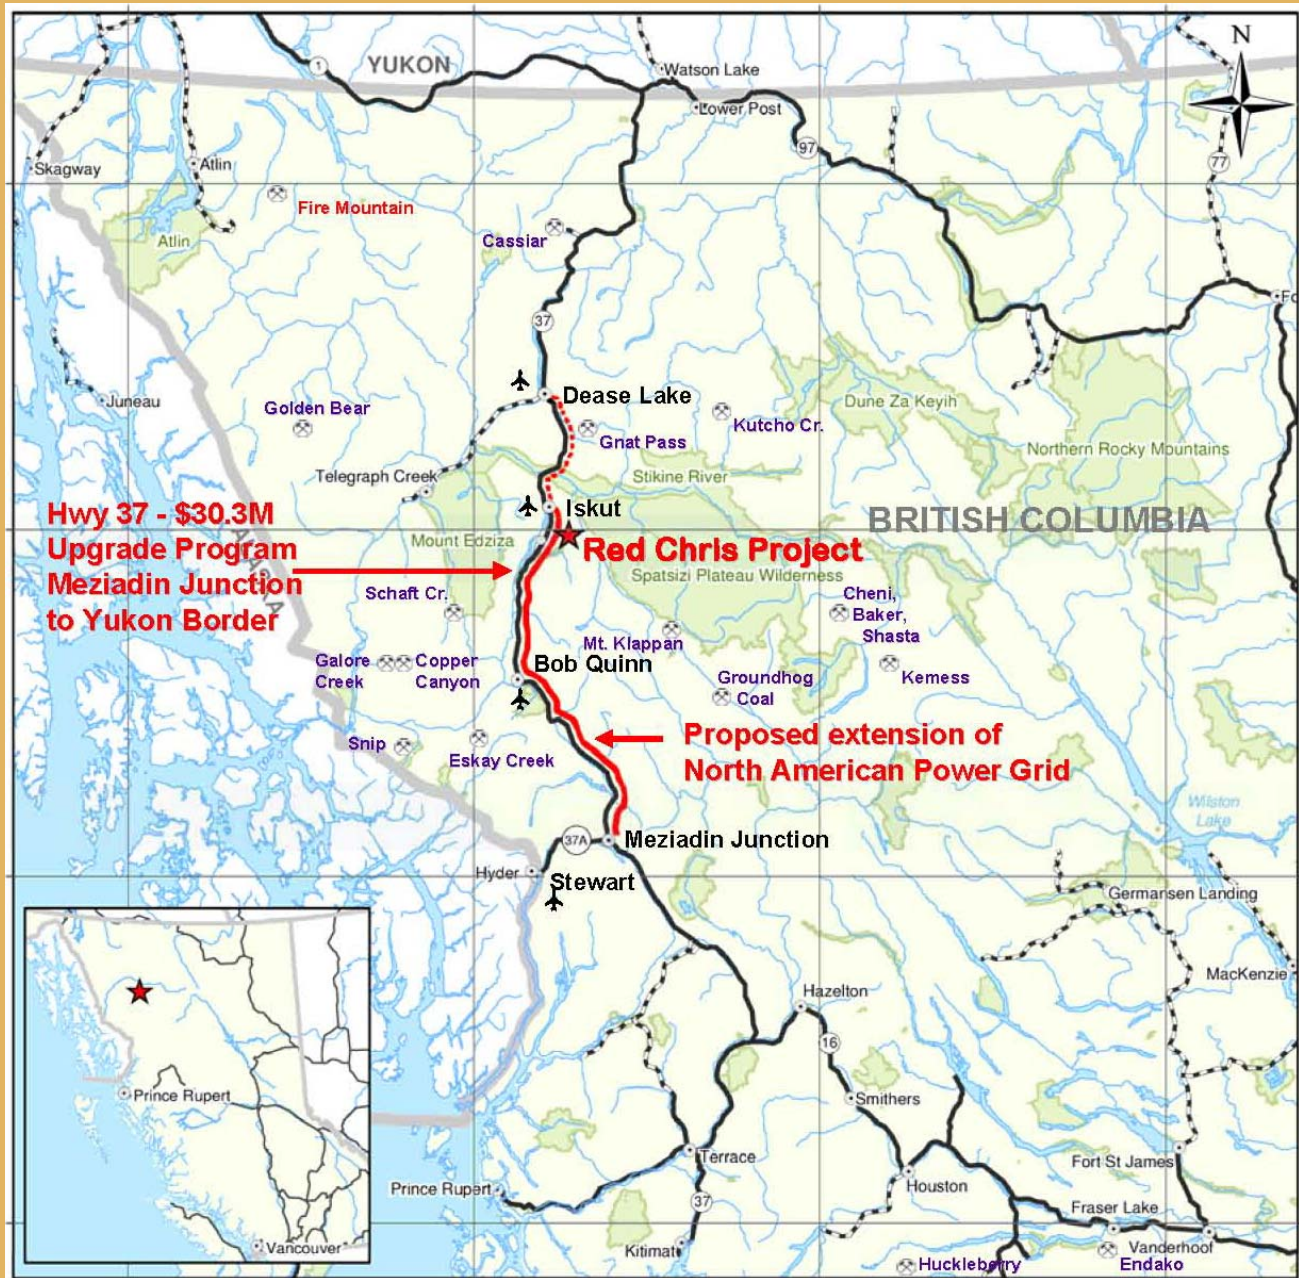 N
YUKON
1
Watson Lake
Lower Post
97
77
Skagway
Atlin
Fire Mountain
Atlin
Cassiar
37
Juneau
Dease Lake
Golden Bear
Gnat Pass
Kutcho Cr.
Dune Za Keyih
Northern Rocky Mountains
Telegraph Creek
Stikine River
Iskut
BRITISH COLUMBIA
Hwy 37 - $30.3M
Upgrade Program
Meziadin Junction
to Yukon Border
Mount Edziza
Red Chris Project
Spatsizi Plateau Wilderness
Schaft Cr.
Cheni,
Baker,
Shasta
Mt. Klappan
Bob Quinn
Galore
Creek
Copper
Canyon
Groundhog
Coal
Kemess
Snip
Eskay Creek
Proposed extension of
North American Power Grid
Williston
Lake
37A
Meziadin Junction
Hyder
Stewart
Germansen Landing
MacKenzie
Hazelton
16
Smithers
Prince Rupert
Terrace
Fort St James
Houston
Prince Rupert
37
Fraser Lake
Kitimat
Vanderhoof
Vancouver
Huckleberry
Endako